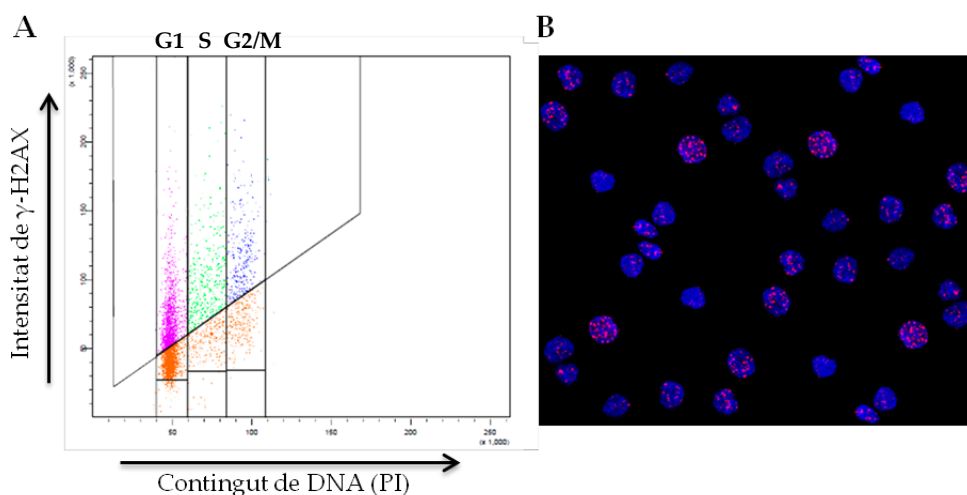 A
B
G1 S G2/M
(x 1,000)
250
200
150
100
50
50 100 150 200 250
(x 1,000)
Intensitat de γ-H2AX
Contingut de DNA (PI)